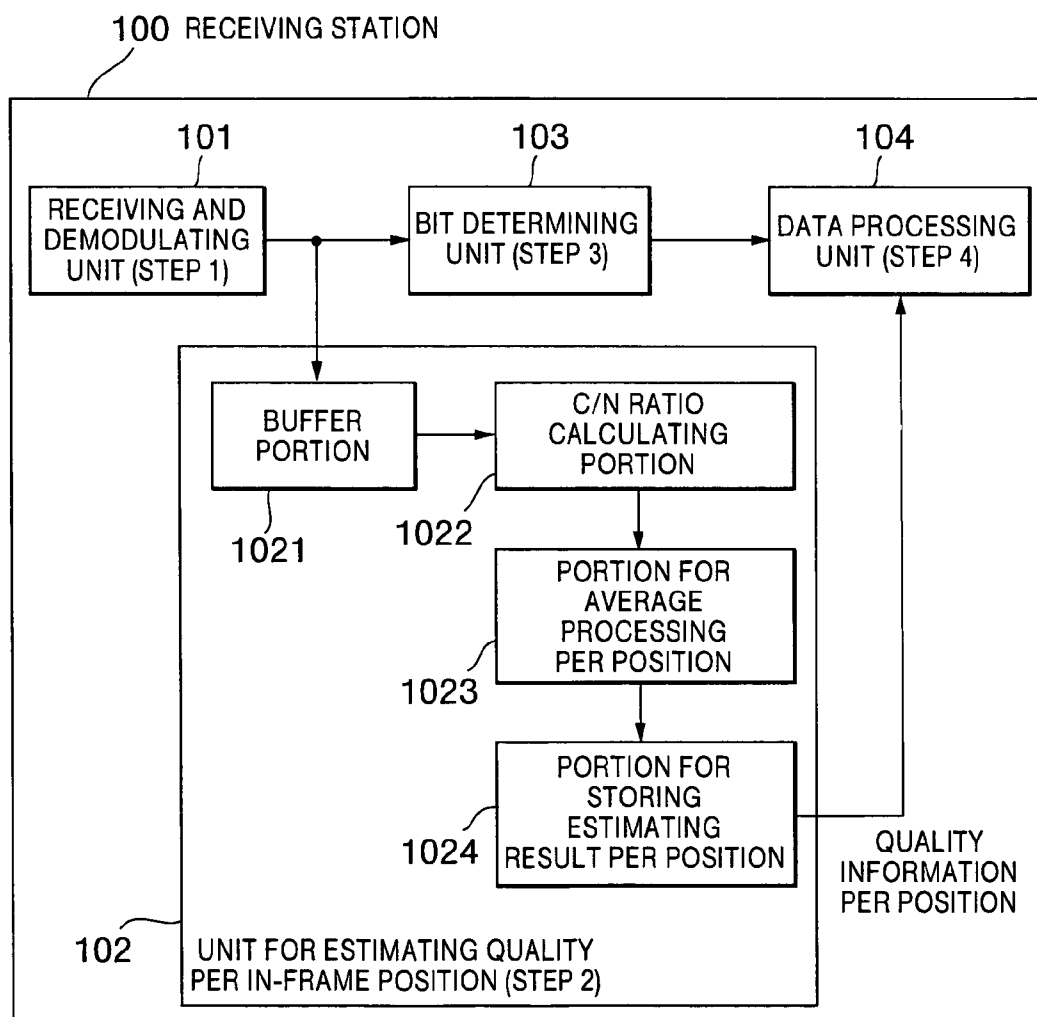 100 RECEIVING STATION
101
103
104
RECEIVING AND
DEMODULATING
UNIT (STEP 1)
BIT DETERMINING
UNIT (STEP 3)
DATA PROCESSING
UNIT (STEP 4)
BUFFER
PORTION
1021
C/N RATIO
CALCULATING
PORTION
1022
PORTION FOR
AVERAGE
PROCESSING
PER POSITION
1023
PORTION FOR
STORING
ESTIMATING
RESULT PER POSITION
1024
QUALITY
INFORMATION
PER POSITION
102
UNIT FOR ESTIMATING QUALITY
PER IN-FRAME POSITION (STEP 2)